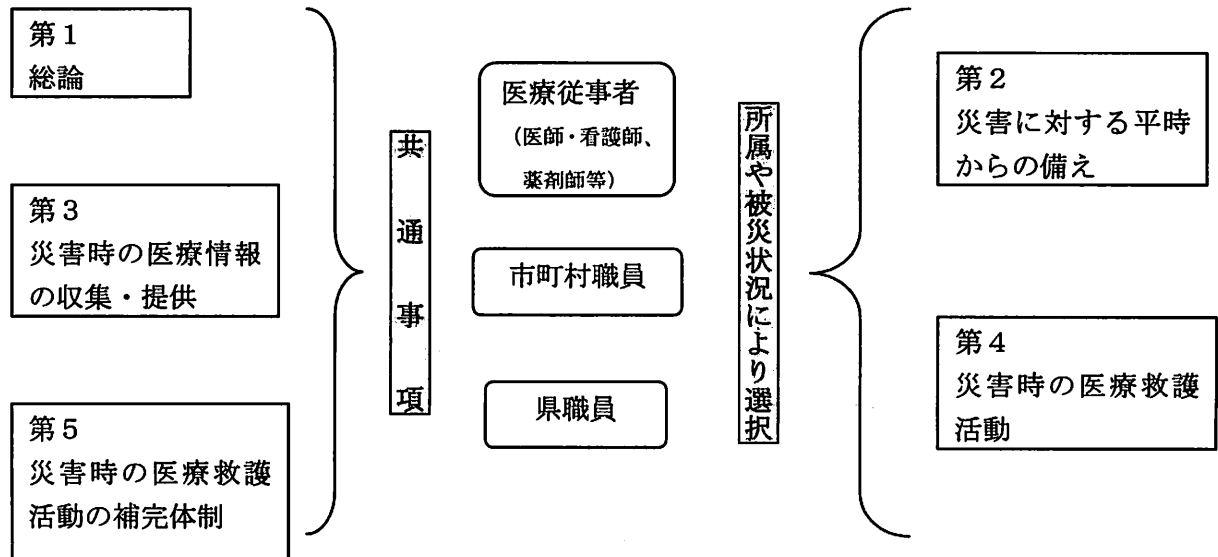 第1
総論
第3
災害時の医療情報
の収集・提供
第5
災害時の医療救護
活動の補完体制
共通事項
医療従事者
（医師・看護師、
薬剤師等）
市町村職員
県職員
所属や被災状況により選択
第2
災害に対する平時
からの備え
第4
災害時の医療救護
活動